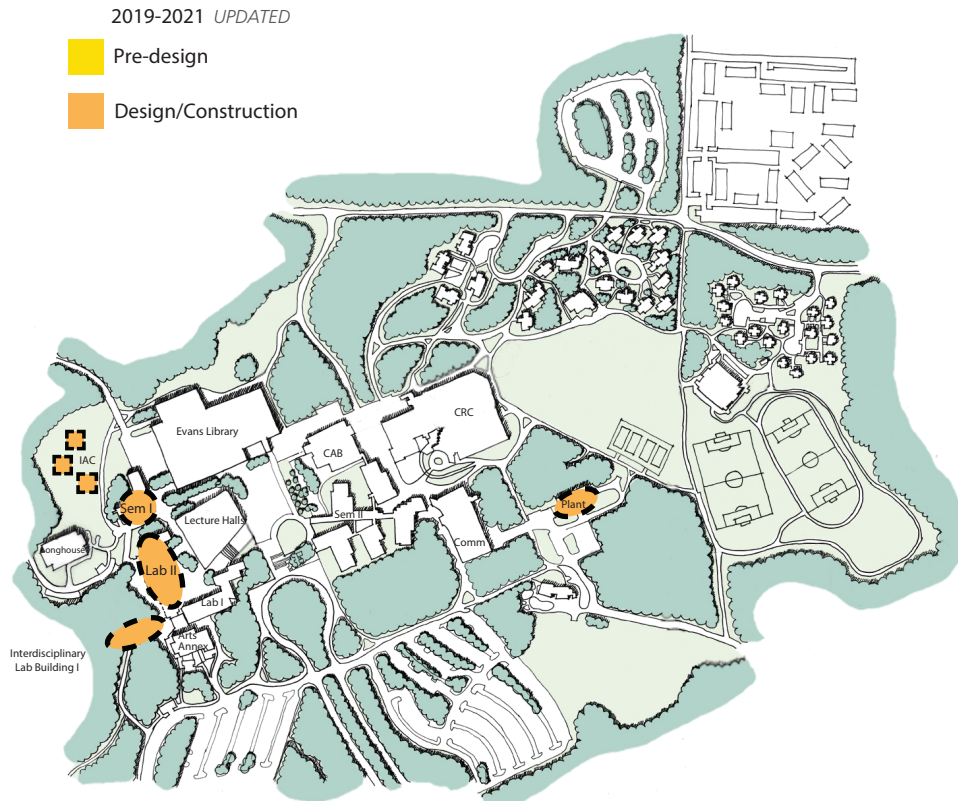 2019-2021 UPDATED
Pre-design
Design/Construction
CRC
Evans Library
CAB
IAC
Sem I
Plant
Lecture Halls
Sem II
Comm
Longhouse
Lab II
Lab I
Arts
Annex
Interdisciplinary
Lab Building I